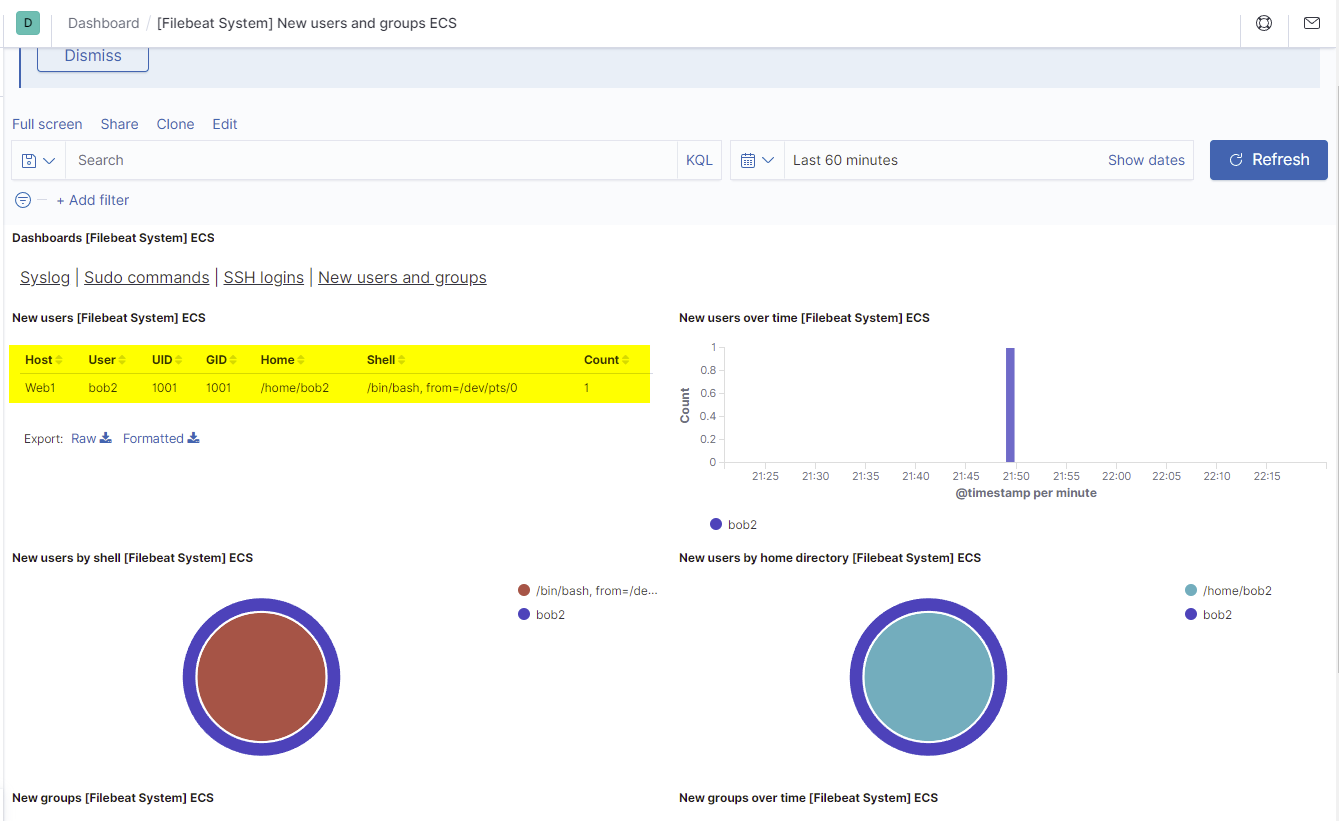 D Dashboard / [Filebeat System] New users and groups ECS
Dismiss
Full screen Share Clone Edit
Search KQL Last 60 minutes Show dates Refresh
+ Add filter
Dashboards [Filebeat System] ECS
Syslog | Sudo commands | SSH logins | New users and groups
New users [Filebeat System] ECS
Host User UID GID Home Shell Count
Web1 bob2 1001 1001 /home/bob2 /bin/bash, from=/dev/pts/0 1
Export: Raw Formatted
New users over time [Filebeat System] ECS
Count
1
0.8
0.6
0.4
0.2
0
21:25 21:30 21:35 21:40 21:45 21:50 21:55 22:00 22:05 22:10 22:15
@timestamp per minute
bob2
New users by shell [Filebeat System] ECS
/bin/bash, from=/de...
bob2
New users by home directory [Filebeat System] ECS
/home/bob2
bob2
New groups [Filebeat System] ECS
New groups over time [Filebeat System] ECS